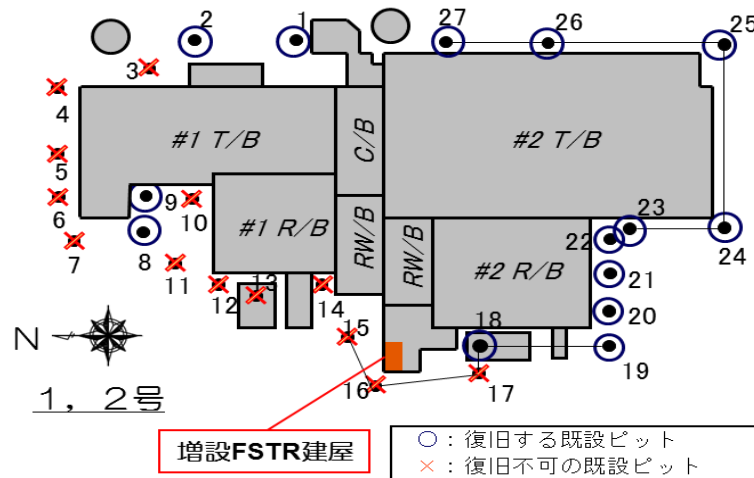 2 1 27 26 25
3
4
#1 T/B C/B #2 T/B
5
6 9 10
7 8
23
22 24
#1 R/B RW/B RW/B #2 R/B
11 21
12 13 14
20
15 18 19
N
16 17
1, 2号
増設FSTR建屋
○:復旧する既設ピット
×:復旧不可の既設ピット